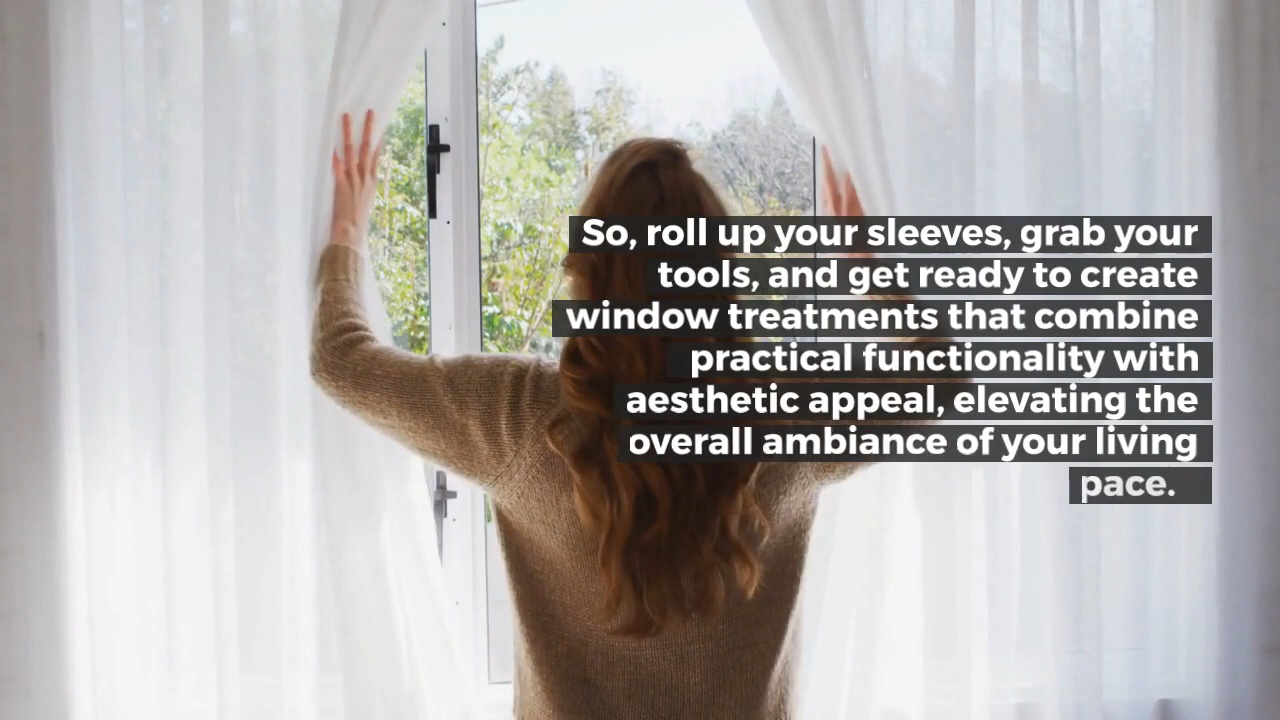 So, roll up your sleeves, grab your
tools, and get ready to create
window treatments that combine
practical functionality with
aesthetic appeal, elevating the
overall ambiance of your living
pace.